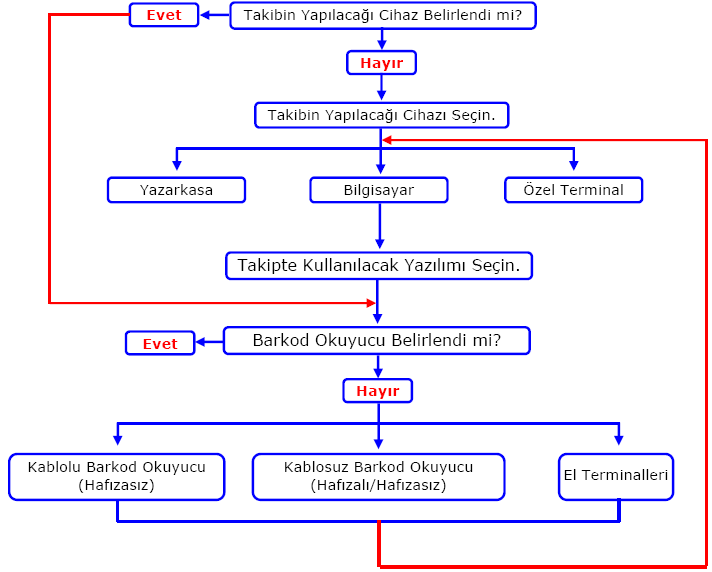 Evet
Takibin Yapılacağı Cihaz Belirlendi mi?
Hayır
Takibin Yapılacağı Cihazı Seçin.
Yazarkasa
Bilgisayar
Özel Terminal
Takipte Kullanılacak Yazılımı Seçin.
Evet
Barkod Okuyucu Belirlendi mi?
Hayır
Kablolu Barkod Okuyucu
(Hafızasız)
Kablosuz Barkod Okuyucu
(Hafızalı/Hafızasız)
El Terminalleri